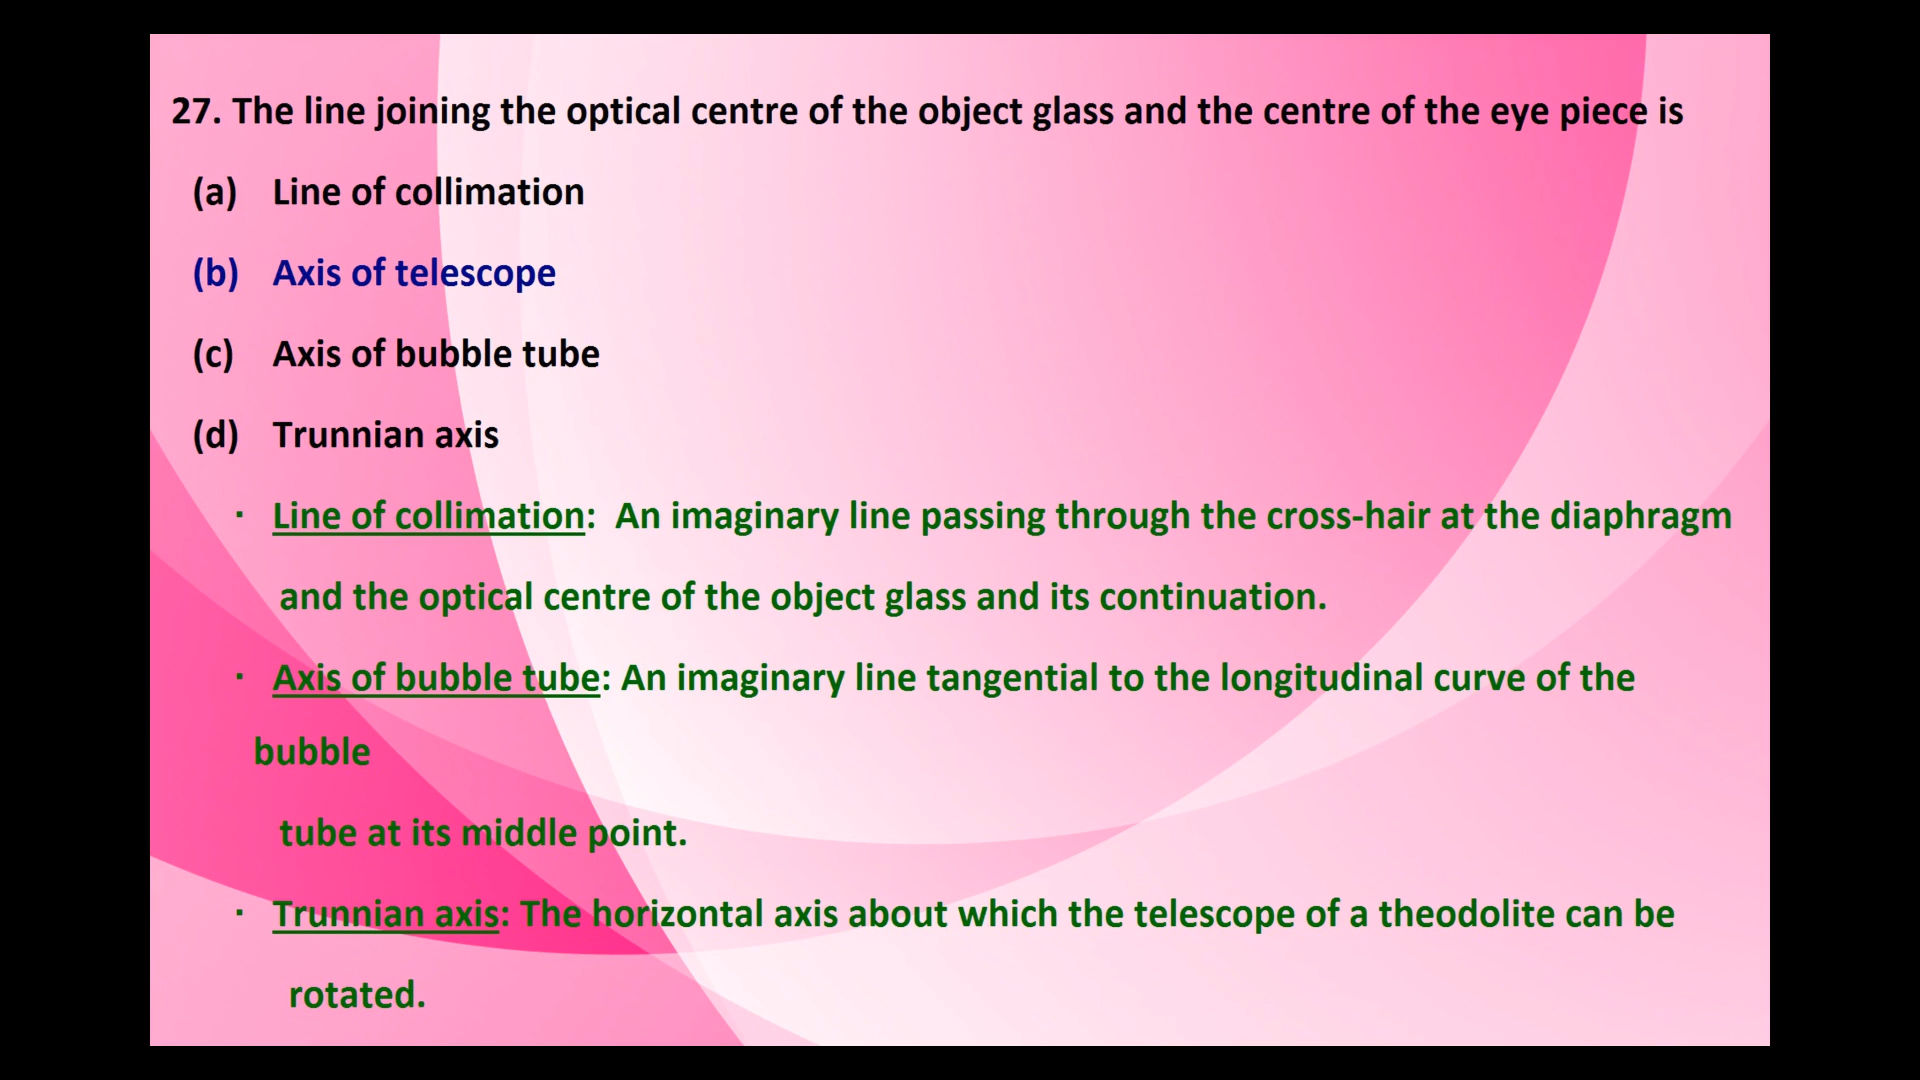 27. The line joining the optical centre of the object glass and the centre of the eye piece is
(a) Line of collimation
(b) Axis of telescope
(c) Axis of bubble tube
(d) Trunnian axis
· Line of collimation: An imaginary line passing through the cross-hair at the diaphragm
and the optical centre of the object glass and its continuation.
· Axis of bubble tube: An imaginary line tangential to the longitudinal curve of the
bubble
tube at its middle point.
· Trunnian axis: The horizontal axis about which the telescope of a theodolite can be
rotated.